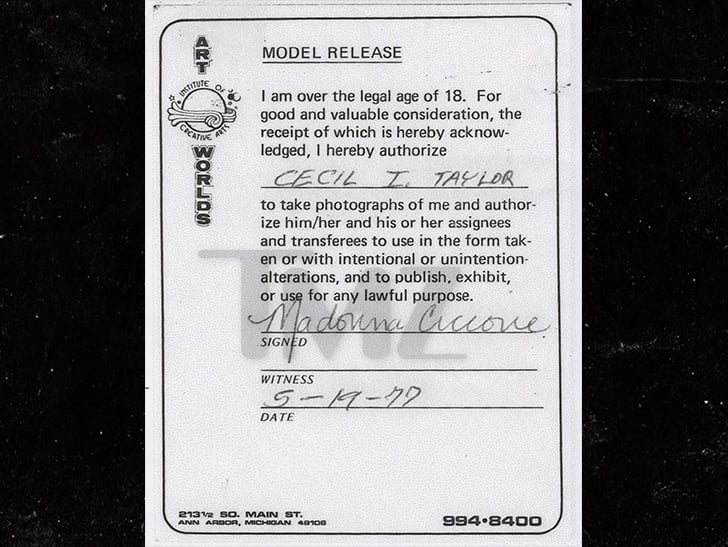 ART
INSTITUTE OF
CREATIVE ARTS
WORLDS
MODEL RELEASE
I am over the legal age of 18. For
good and valuable consideration, the
receipt of which is hereby acknow-
ledged, I hereby authorize
CECIL I. TAYLOR
to take photographs of me and author-
ize him/her and his or her assignees
and transferees to use in the form tak-
en or with intentional or unintention-
alterations, and to publish, exhibit,
or use for any lawful purpose.
Madonna Ciccone
SIGNED
WITNESS
5-19-77
DATE
TMZ
213½ SO. MAIN ST.
ANN ARBOR, MICHIGAN 48108
994•8400